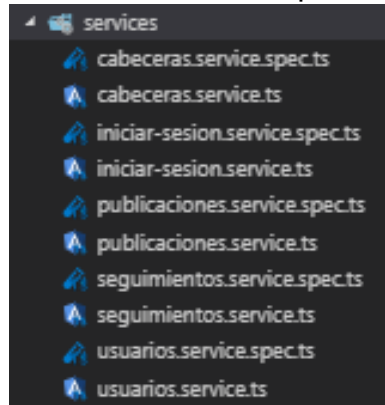 services
cabeceras.service.spec.ts
cabeceras.service.ts
iniciar-sesion.service.spec.ts
iniciar-sesion.service.ts
publicaciones.service.spec.ts
publicaciones.service.ts
seguimientos.service.spec.ts
seguimientos.service.ts
usuarios.service.spec.ts
usuarios.service.ts